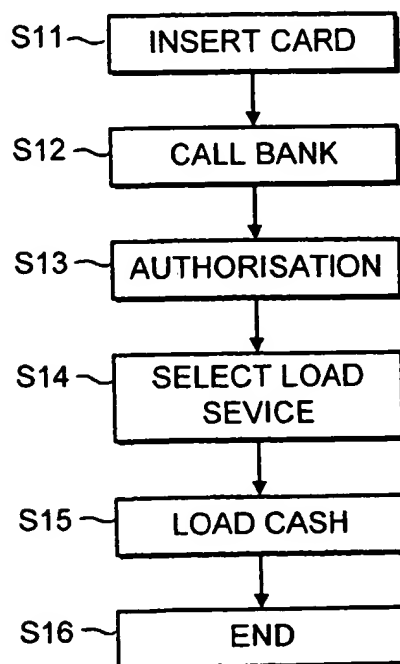 S11 INSERT CARD
S12 CALL BANK
S13 AUTHORISATION
S14 SELECT LOAD
SEVICE
S15 LOAD CASH
S16 END